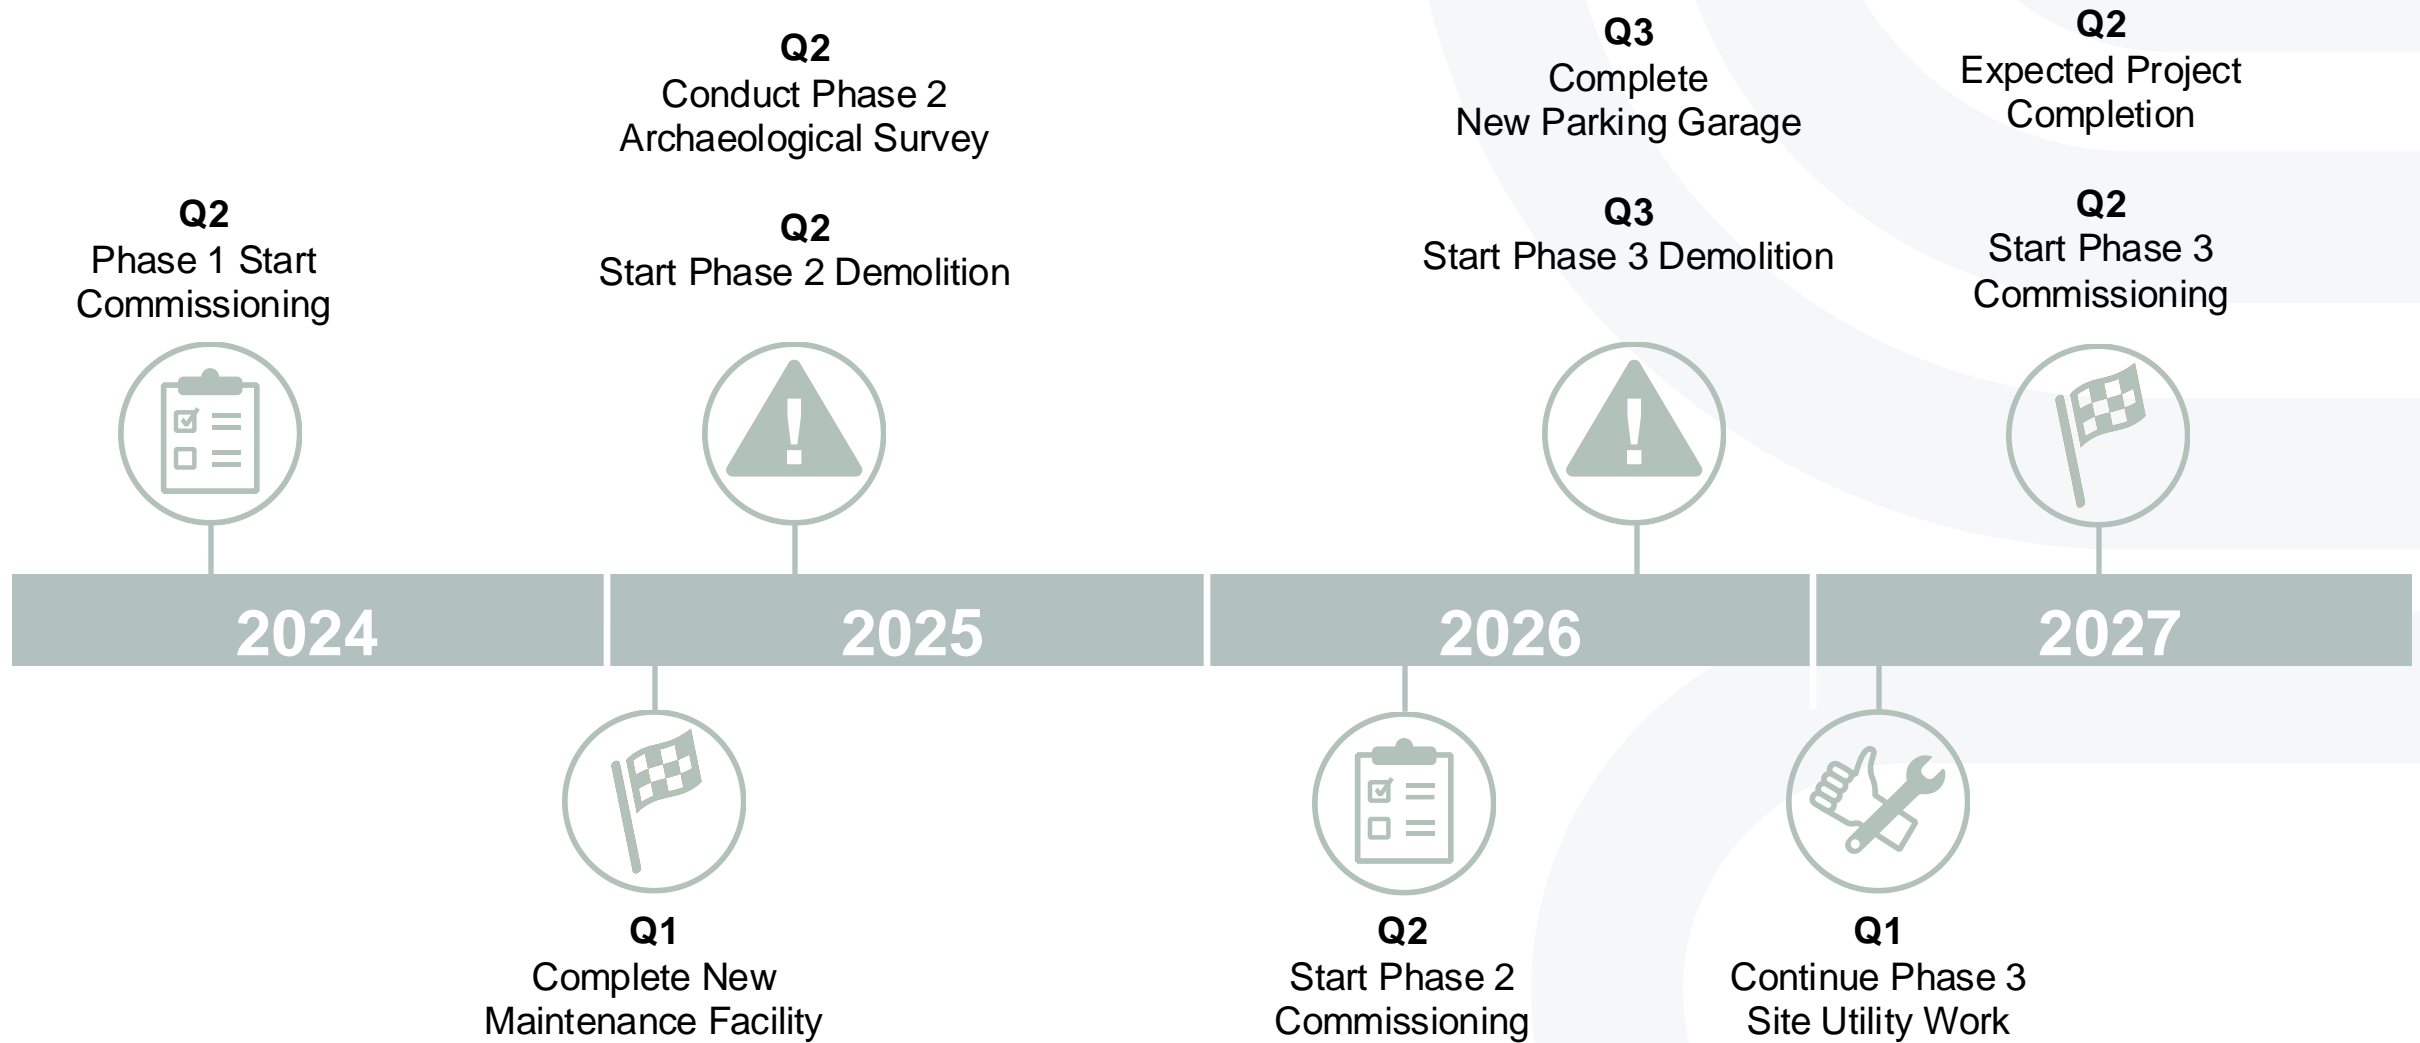 Q2
Phase 1 Start
Commissioning
Q2
Conduct Phase 2
Archaeological Survey
Q2
Start Phase 2 Demolition
Q3
Complete
New Parking Garage
Q3
Start Phase 3 Demolition
Q2
Expected Project
Completion
Q2
Start Phase 3
Commissioning
2024
2025
2026
2027
Q1
Complete New
Maintenance Facility
Q2
Start Phase 2
Commissioning
Q1
Continue Phase 3
Site Utility Work